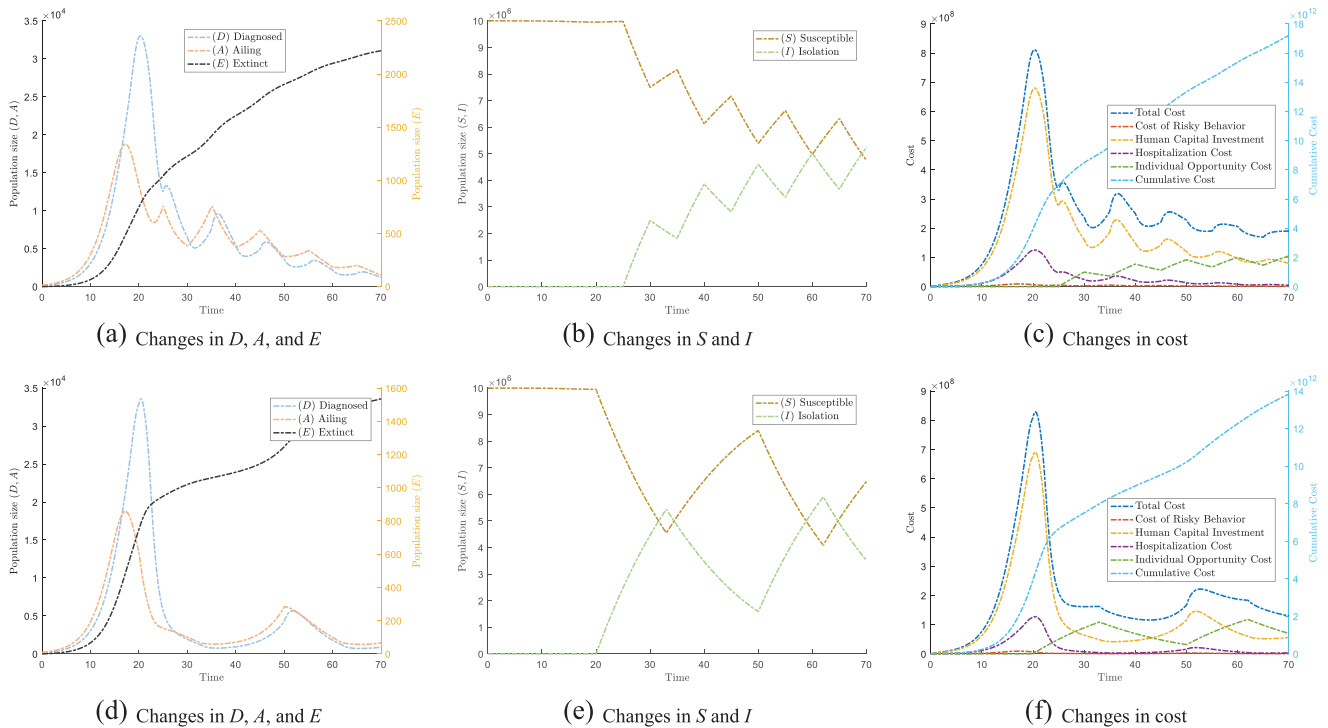 ×10⁴
3.5
3
2.5
2
1.5
1
0.5
0
Population size (D, A)
2500
2000
1500
1000
500
0
Population size (E)
(D) Diagnosed
(A) Ailing
(E) Extinct
0 10 20 30 40 50 60 70
Time
(a) Changes in D, A, and E
×10⁶
10
9
8
7
6
5
4
3
2
1
0
Population size (S, I)
(S) Susceptible
(I) Isolation
0 10 20 30 40 50 60 70
Time
(b) Changes in S and I
×10⁸
9
8
7
6
5
4
3
2
1
0
Cost
×10¹²
18
16
14
12
10
8
6
4
2
0
Cumulative Cost
Total Cost
Cost of Risky Behavior
Human Capital Investment
Hospitalization Cost
Individual Opportunity Cost
Cumulative Cost
0 10 20 30 40 50 60 70
Time
(c) Changes in cost
×10⁴
3.5
3
2.5
2
1.5
1
0.5
0
Population size (D, A)
1600
1400
1200
1000
800
600
400
200
0
Population size (E)
(D) Diagnosed
(A) Ailing
(E) Extinct
0 10 20 30 40 50 60 70
Time
(d) Changes in D, A, and E
×10⁶
10
9
8
7
6
5
4
3
2
1
0
Population size (S, I)
(S) Susceptible
(I) Isolation
0 10 20 30 40 50 60 70
Time
(e) Changes in S and I
×10⁸
9
8
7
6
5
4
3
2
1
0
Cost
×10¹²
14
12
10
8
6
4
2
0
Cumulative Cost
Total Cost
Cost of Risky Behavior
Human Capital Investment
Hospitalization Cost
Individual Opportunity Cost
Cumulative Cost
0 10 20 30 40 50 60 70
Time
(f) Changes in cost